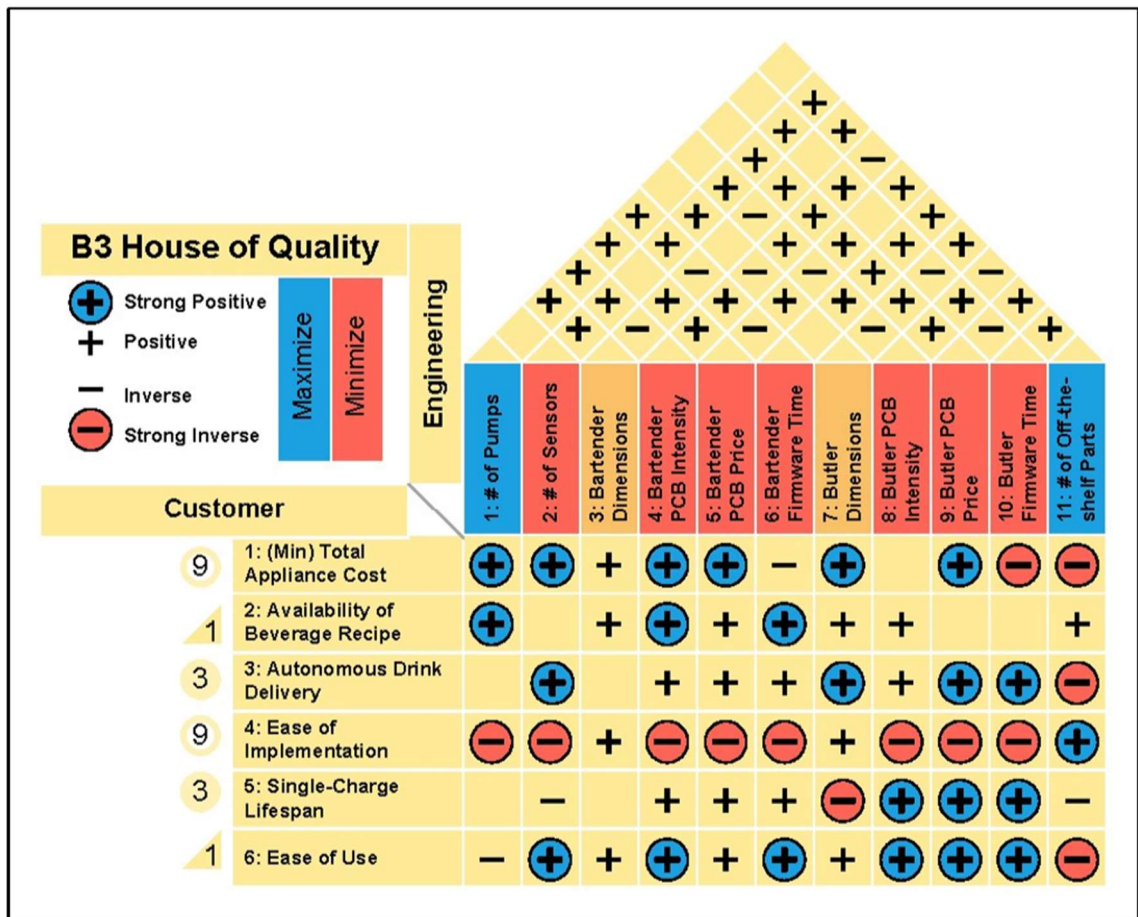 B3 House of Quality
Strong Positive
Positive
Inverse
Strong Inverse
Maximize
Minimize
Engineering
Customer
1: # of Pumps
2: # of Sensors
3: Bartender
Dimensions
4: Bartender
PCB Intensity
5: Bartender
PCB Price
6: Bartender
Firmware Time
7: Butler
Dimensions
8: Butler PCB
Intensity
9: Butler PCB
Price
10: Butler
Firmware Time
11: # of Off-the-
shelf Parts
9
1: (Min) Total
Appliance Cost
1
2: Availability of
Beverage Recipe
3
3: Autonomous Drink
Delivery
9
4: Ease of
Implementation
3
5: Single-Charge
Lifespan
1
6: Ease of Use